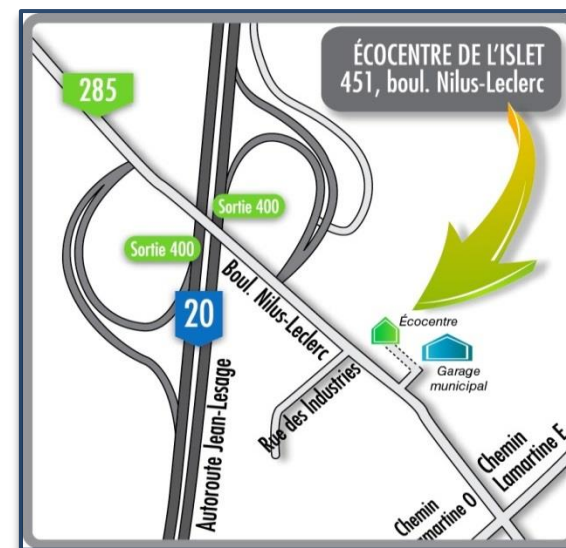 ÉCOCENTRE DE L'ISLET
451, boul. Nilus-Leclerc
285
Sortie 400
Sortie 400
Boul. Nilus-Leclerc
20
Écocentre
Garage
municipal
Rue des Industries
Autoroute Jean-Lesage
Chemin
Lamartine E
Chemin
martine O